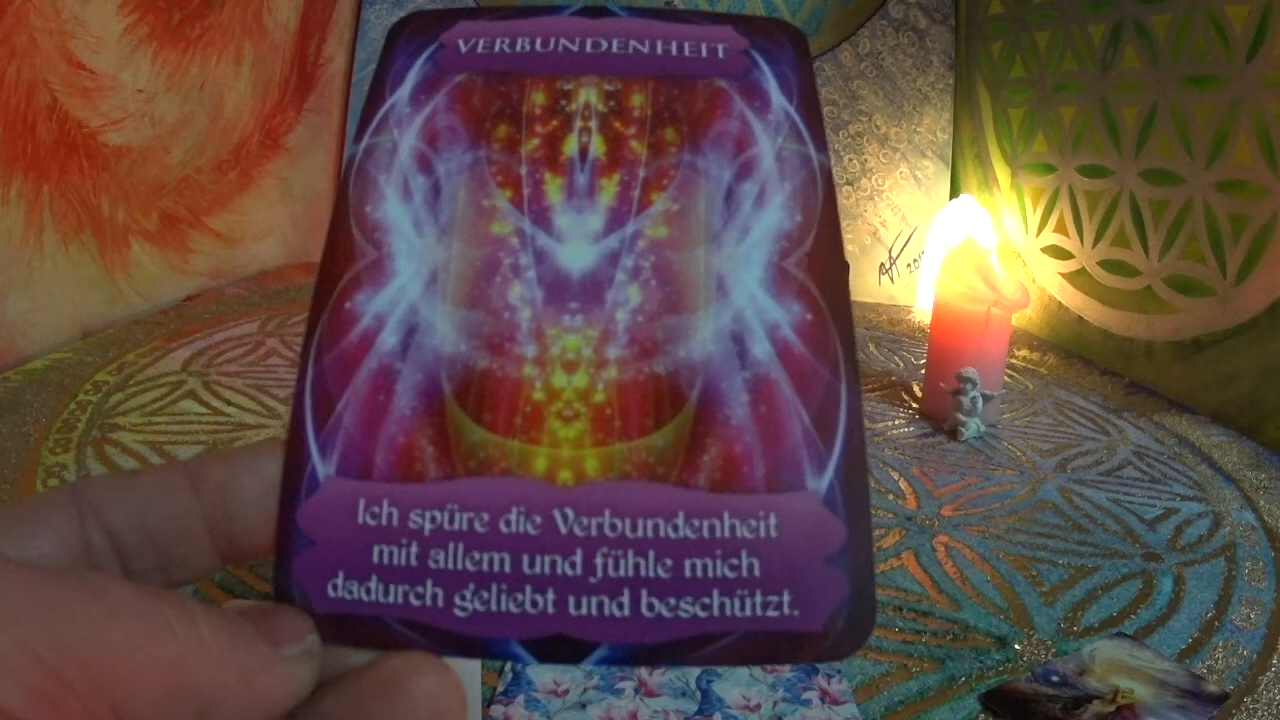 VERBUNDENHEIT
Ich spüre die Verbundenheit
mit allem und fühle mich
dadurch geliebt und beschützt.